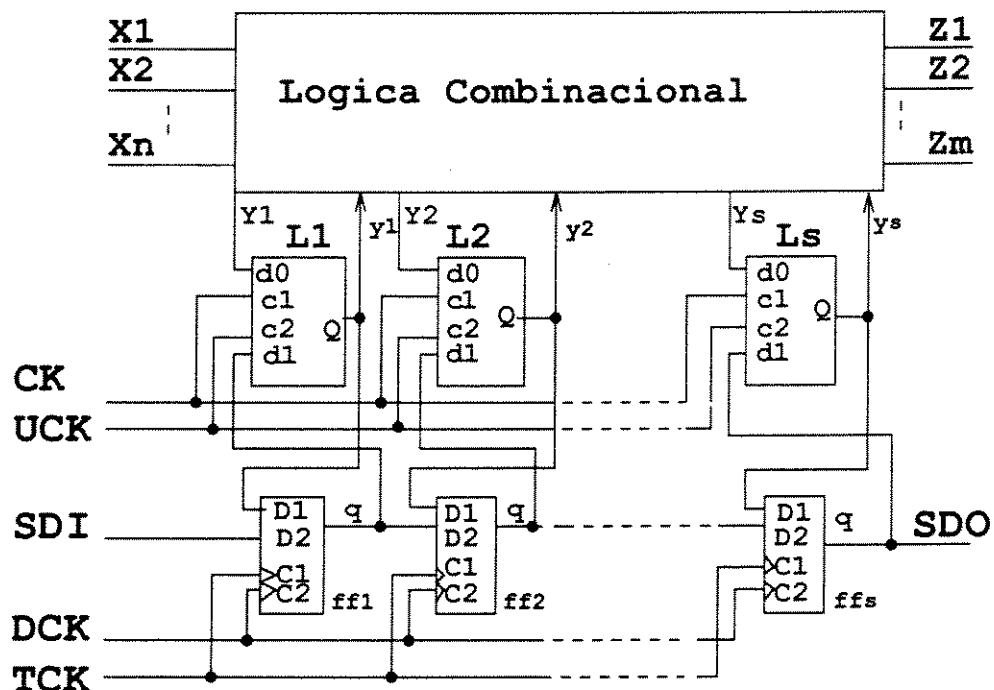 X1
Z1
X2
Z2
Logica Combinacional
Xn
Zm
Y1
y1
Y2
y2
Ys
ys
L1
L2
Ls
d0
c1
c2
d1
Q
d0
c1
c2
d1
Q
d0
c1
c2
d1
Q
CK
UCK
SDI
D1
D2
C1
C2
q
ff1
D1
D2
C1
C2
q
ff2
D1
D2
C1
C2
q
ffs
SDO
DCK
TCK